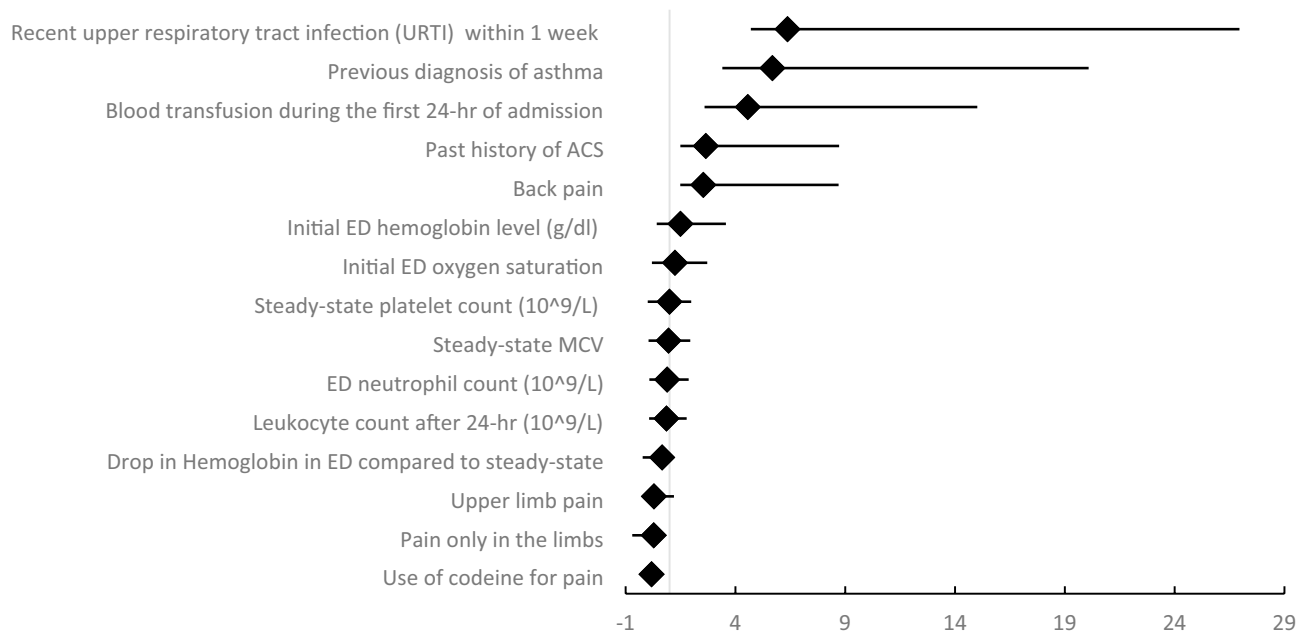 Recent upper respiratory tract infection (URTI) within 1 week
Previous diagnosis of asthma
Blood transfusion during the first 24-hr of admission
Past history of ACS
Back pain
Initial ED hemoglobin level (g/dl)
Initial ED oxygen saturation
Steady-state platelet count (10^9/L)
Steady-state MCV
ED neutrophil count (10^9/L)
Leukocyte count after 24-hr (10^9/L)
Drop in Hemoglobin in ED compared to steady-state
Upper limb pain
Pain only in the limbs
Use of codeine for pain
-1 4 9 14 19 24 29